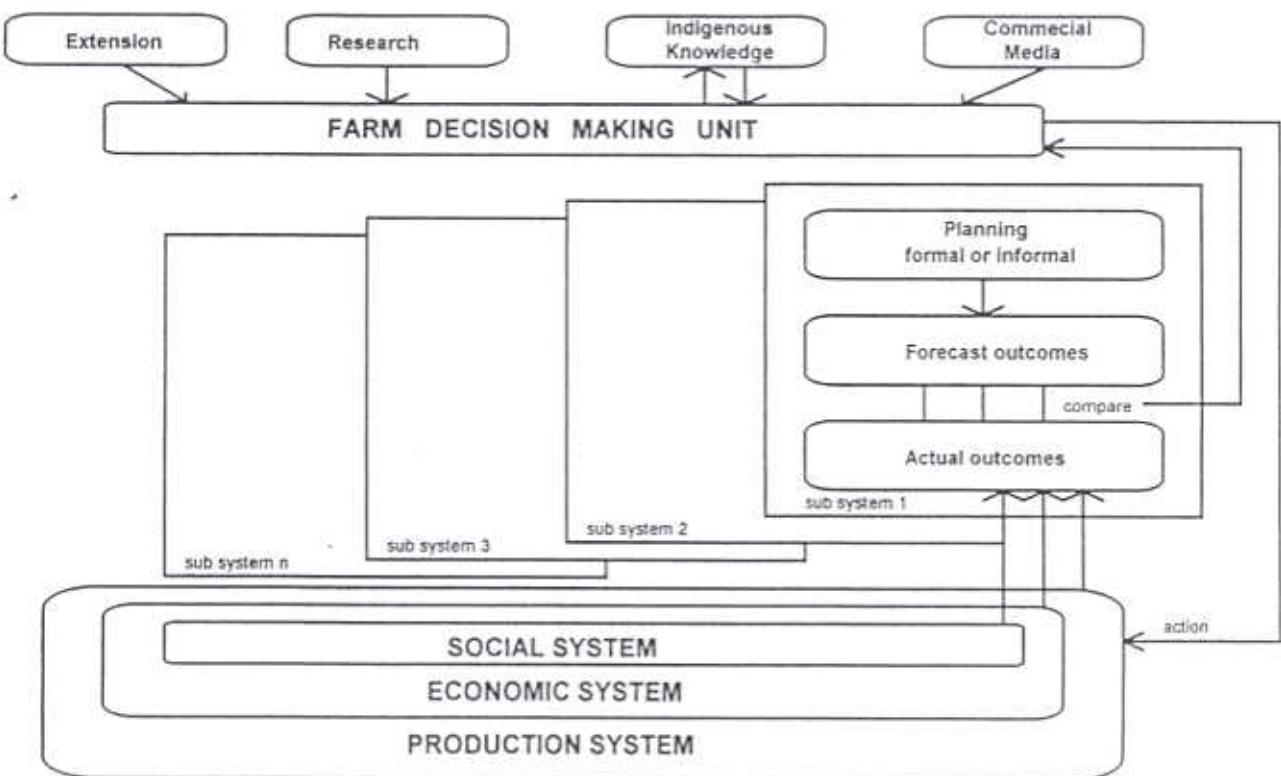 Extension
Research
Indigenous
Knowledge
Commecial
Media
FARM DECISION MAKING UNIT
Planning
formal or informal
Forecast outcomes
compare
Actual outcomes
sub system 1
sub system 2
sub system 3
sub system n
action
SOCIAL SYSTEM
ECONOMIC SYSTEM
PRODUCTION SYSTEM